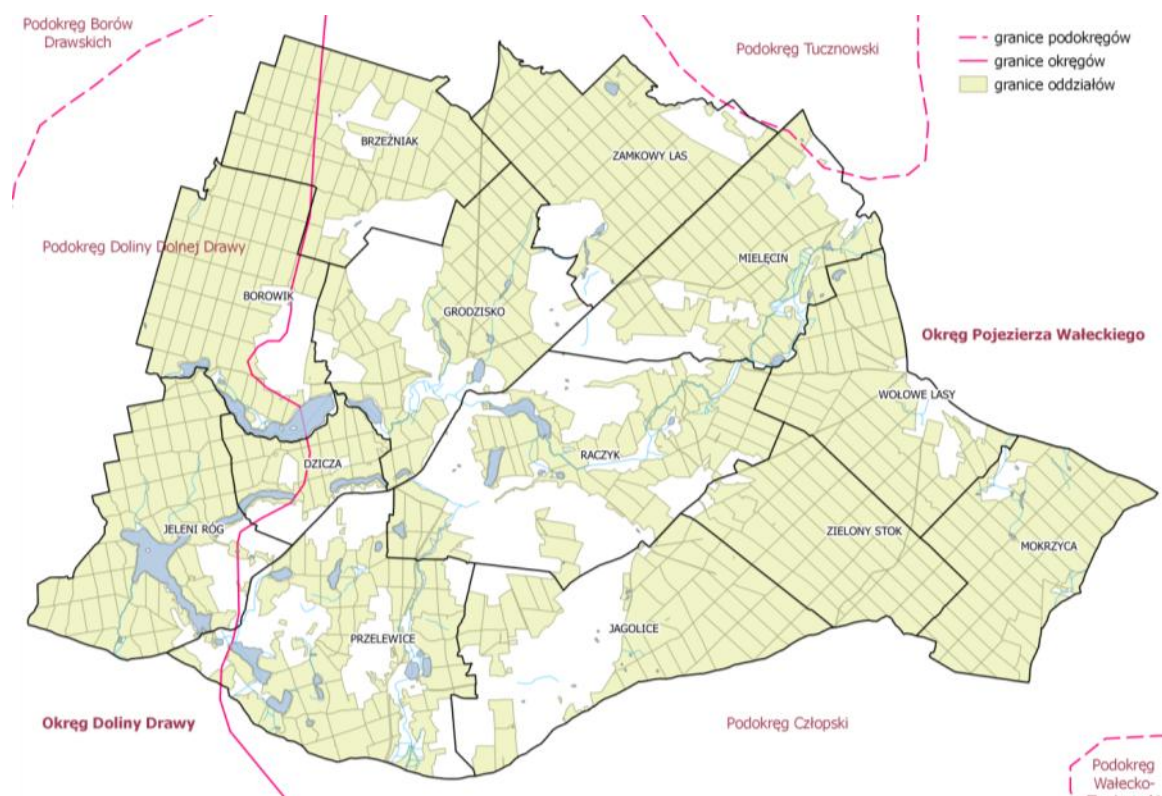 Podokręg Borów
Drawskich
Podokręg Tucznowski
granice podokręgów
granice okręgów
granice oddziałów
BRZEŹNIAK
ZAMKOWY LAS
Podokręg Doliny Dolnej Drawy
MIELĘCIN
BOROWIK
GRODZISKO
Okręg Pojezierza Wałeckiego
WOŁOWE LASY
RACZYK
DZICZA
JELENI RÓG
ZIELONY STOK
MOKRZYCA
PRZELEWICE
JAGOLICE
Okręg Doliny Drawy
Podokręg Człopski
Podokręg
Wałecko-